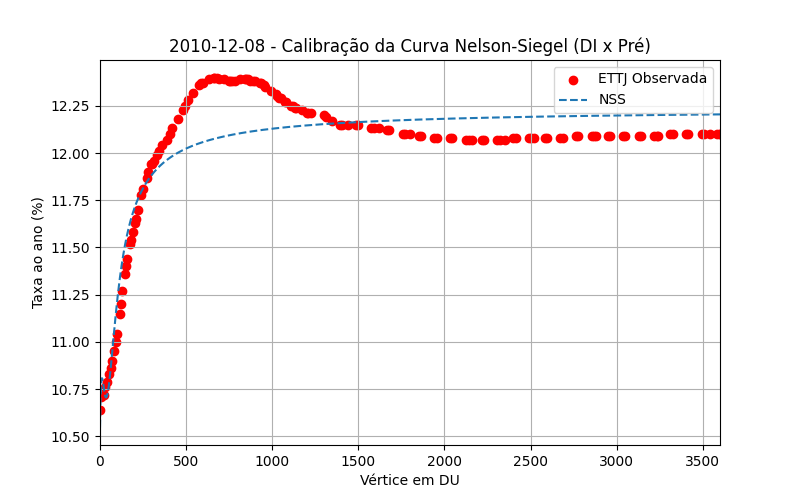 2010-12-08 - Calibração da Curva Nelson-Siegel (DI x Pré)
ETTJ Observada
NSS
Taxa ao ano (%)
12.25
12.00
11.75
11.50
11.25
11.00
10.75
10.50
0 500 1000 1500 2000 2500 3000 3500
Vértice em DU